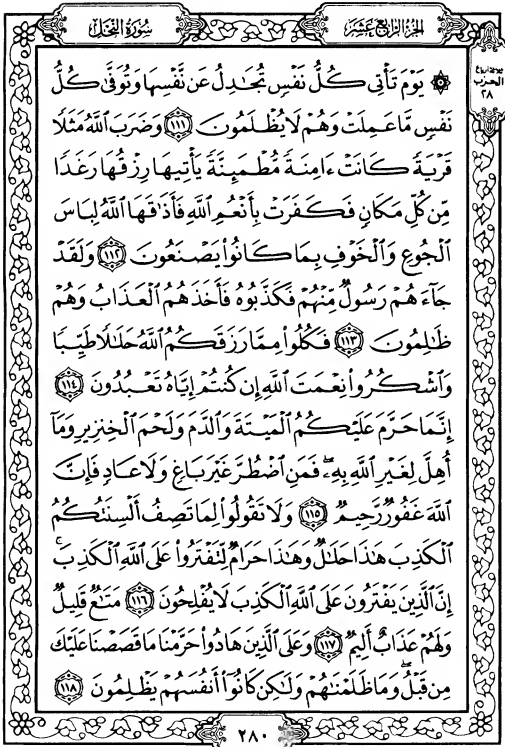 الجزء الرابع عشر
سورة النحل
ثلاثة أرباع
الحزب
٢٨
۞ يَوْمَ تَأْتِى كُلُّ نَفْسٍ تُجَـٰدِلُ عَن نَّفْسِهَا وَتُوَفَّىٰ كُلُّ
نَفْسٍ مَّا عَمِلَتْ وَهُمْ لَا يُظْلَمُونَ ١١١ وَضَرَبَ ٱللَّهُ مَثَلًا
قَرْيَةً كَانَتْ ءَامِنَةً مُّطْمَئِنَّةً يَأْتِيهَا رِزْقُهَا رَغَدًا
مِّن كُلِّ مَكَانٍ فَكَفَرَتْ بِأَنْعُمِ ٱللَّهِ فَأَذَٰقَهَا ٱللَّهُ لِبَاسَ
ٱلْجُوعِ وَٱلْخَوْفِ بِمَا كَانُوا۟ يَصْنَعُونَ ١١٢ وَلَقَدْ
جَآءَهُمْ رَسُولٌ مِّنْهُمْ فَكَذَّبُوهُ فَأَخَذَهُمُ ٱلْعَذَابُ وَهُمْ
ظَـٰلِمُونَ ١١٣ فَكُلُوا۟ مِمَّا رَزَقَكُمُ ٱللَّهُ حَلَـٰلًا طَيِّبًا
وَٱشْكُرُوا۟ نِعْمَتَ ٱللَّهِ إِن كُنتُمْ إِيَّاهُ تَعْبُدُونَ ١١٤
إِنَّمَا حَرَّمَ عَلَيْكُمُ ٱلْمَيْتَةَ وَٱلدَّمَ وَلَحْمَ ٱلْخِنزِيرِ وَمَآ
أُهِلَّ لِغَيْرِ ٱللَّهِ بِهِۦ ۖ فَمَنِ ٱضْطُرَّ غَيْرَ بَاغٍ وَلَا عَادٍ فَإِنَّ
ٱللَّهَ غَفُورٌ رَّحِيمٌ ١١٥ وَلَا تَقُولُوا۟ لِمَا تَصِفُ أَلْسِنَتُكُمُ
ٱلْكَذِبَ هَـٰذَا حَلَـٰلٌ وَهَـٰذَا حَرَامٌ لِّتَفْتَرُوا۟ عَلَى ٱللَّهِ ٱلْكَذِبَ ۚ
إِنَّ ٱلَّذِينَ يَفْتَرُونَ عَلَى ٱللَّهِ ٱلْكَذِبَ لَا يُفْلِحُونَ ١١٦ مَتَـٰعٌ قَلِيلٌ
وَلَهُمْ عَذَابٌ أَلِيمٌ ١١٧ وَعَلَى ٱلَّذِينَ هَادُوا۟ حَرَّمْنَا مَا قَصَصْنَا عَلَيْكَ
مِن قَبْلُ ۖ وَمَا ظَلَمْنَـٰهُمْ وَلَـٰكِن كَانُوٓا۟ أَنفُسَهُمْ يَظْلِمُونَ ١١٨
٢٨٠